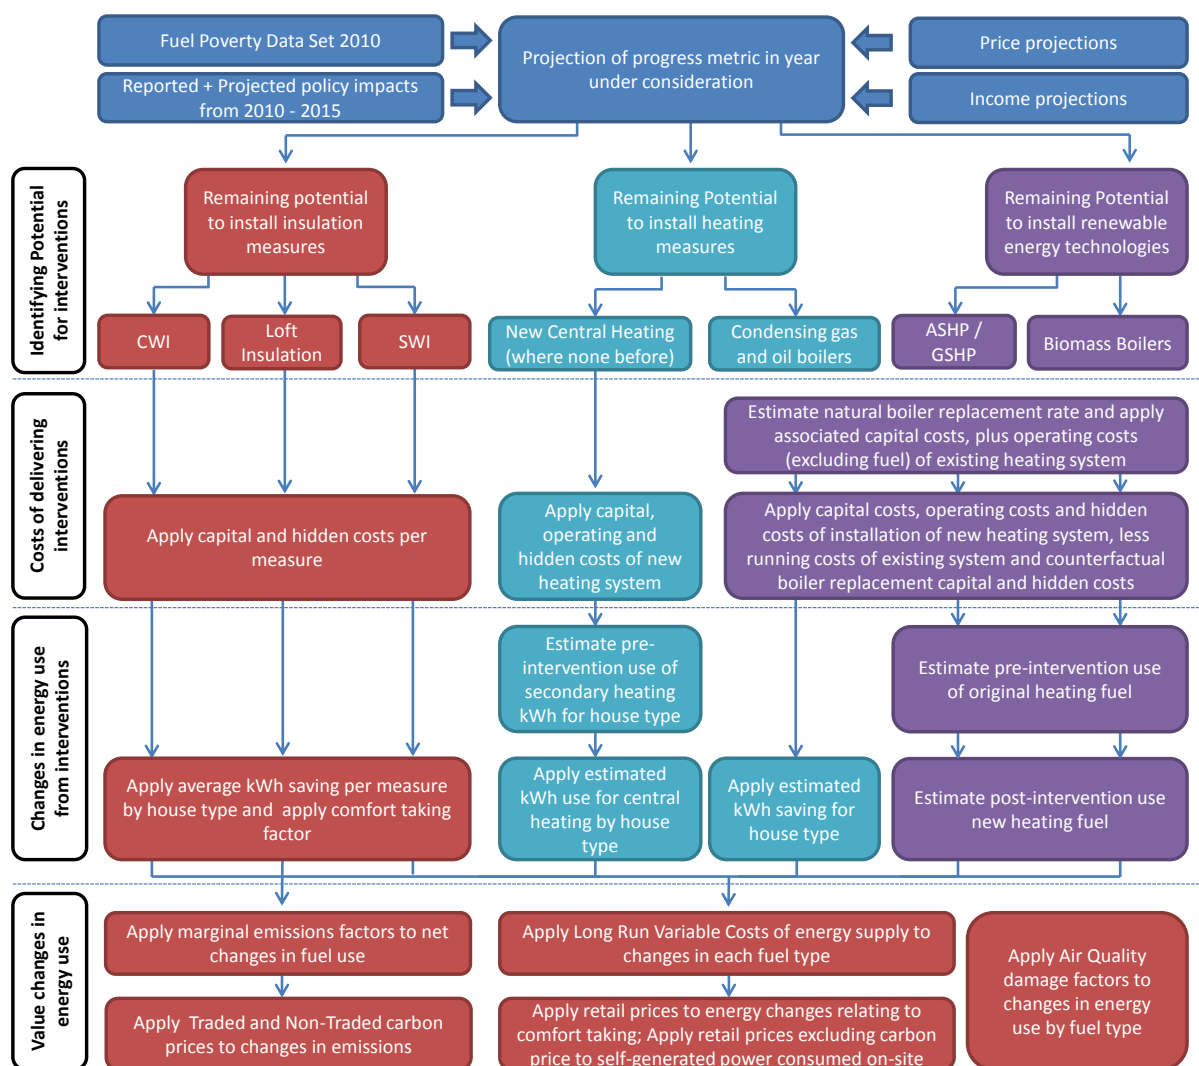 Fuel Poverty Data Set 2010
Reported + Projected policy impacts
from 2010 - 2015
Projection of progress metric in year
under consideration
Price projections
Income projections
Identifying Potential
for interventions
Remaining potential
to install insulation
measures
Remaining Potential
to install heating
measures
Remaining Potential
to install renewable
energy technologies
CWI
Loft
Insulation
SWI
New Central Heating
(where none before)
Condensing gas
and oil boilers
ASHP /
GSHP
Biomass Boilers
Costs of delivering
interventions
Estimate natural boiler replacement rate and apply
associated capital costs, plus operating costs
(excluding fuel) of existing heating system
Apply capital and hidden costs per
measure
Apply capital,
operating and
hidden costs of new
heating system
Apply capital costs, operating costs and hidden
costs of installation of new heating system, less
running costs of existing system and counterfactual
boiler replacement capital and hidden costs
Changes in energy use
from interventions
Estimate pre-
intervention use of
secondary heating
kWh for house type
Estimate pre-intervention use
of original heating fuel
Apply average kWh saving per measure
by house type and  apply comfort taking
factor
Apply estimated
kWh use for central
heating by house
type
Apply estimated
kWh saving for
house type
Estimate post-intervention use
new heating fuel
Value changes in
energy use
Apply marginal emissions factors to net
changes in fuel use
Apply Long Run Variable Costs of energy supply to
changes in each fuel type
Apply Air Quality
damage factors to
changes in energy
use by fuel type
Apply  Traded and Non-Traded carbon
prices to changes in emissions
Apply retail prices to energy changes relating to
comfort taking; Apply retail prices excluding carbon
price to self-generated power consumed on-site